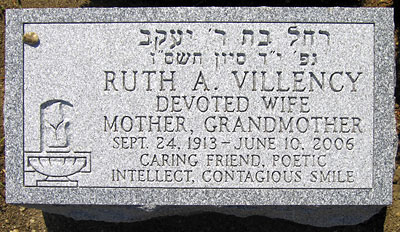 רחל בת ר׳ יעקב
נפ׳ י״ד סיון תשס״ו
RUTH A. VILLENCY
DEVOTED WIFE
MOTHER, GRANDMOTHER
SEPT. 24, 1913 – JUNE 10, 2006
CARING FRIEND, POETIC
INTELLECT, CONTAGIOUS SMILE